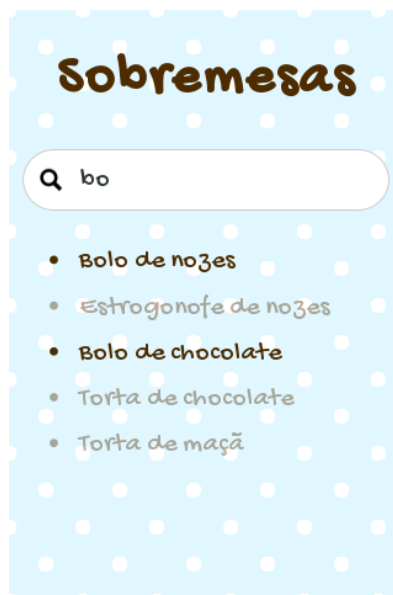 Sobremesas
bo
Bolo de nozes
Estrogonofe de nozes
Bolo de chocolate
Torta de chocolate
Torta de maçã